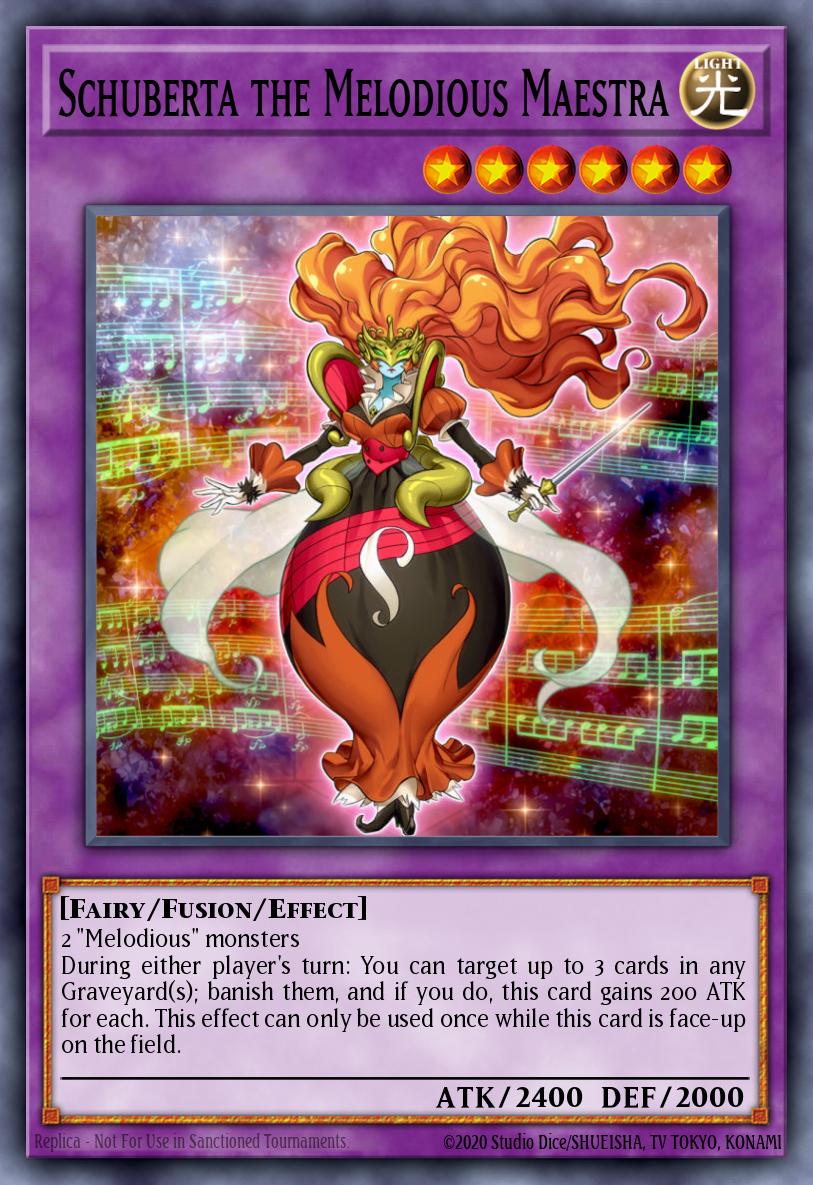 Schuberta the Melodious Maestra
LIGHT
光
[Fairy/Fusion/Effect]
2 "Melodious" monsters
During either player's turn: You can target up to 3 cards in any
Graveyard(s); banish them, and if you do, this card gains 200 ATK
for each. This effect can only be used once while this card is face-up
on the field.
ATK/2400 DEF/2000
Replica - Not For Use in Sanctioned Tournaments.
©2020 Studio Dice/SHUEISHA, TV TOKYO, KONAMI